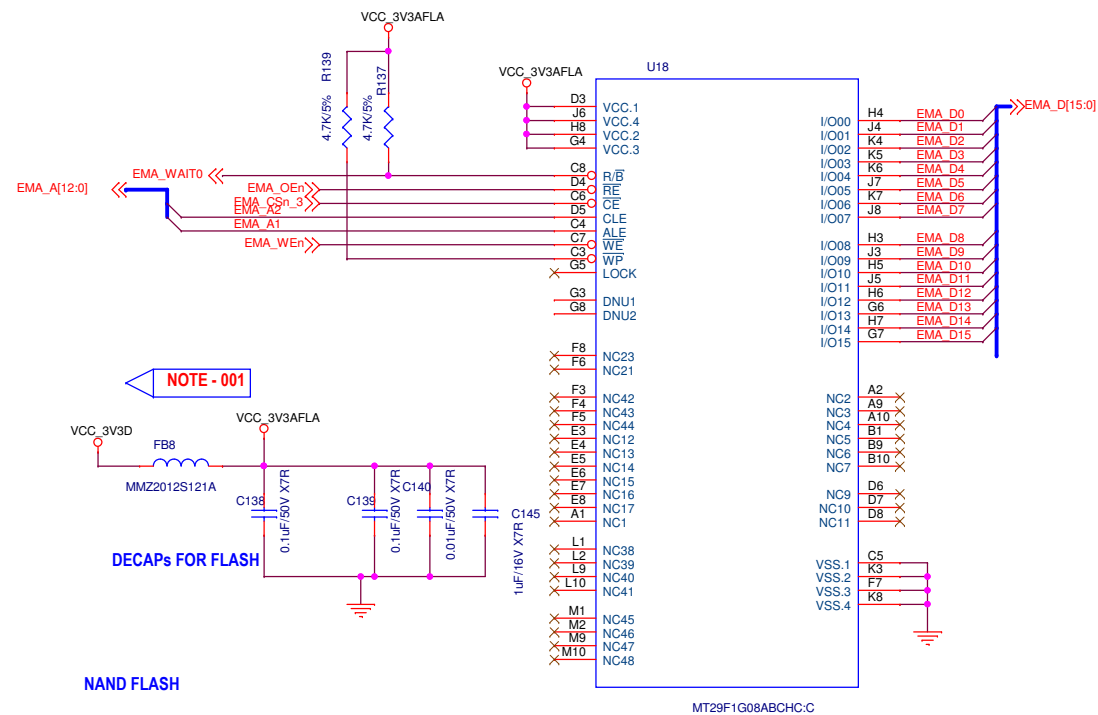 VCC_3V3AFLA
R139
4.7K/5%
R137
4.7K/5%
VCC_3V3AFLA
U18
EMA_A[12:0]
EMA_WAIT0
EMA_OEn
EMA_CSn_3
EMA_A2
EMA_A1
EMA_WEn
D3 VCC.1
J6 VCC.4
H8 VCC.2
G4 VCC.3
C8 R/B
D4 RE
C6 CE
D5 CLE
C4 ALE
C7 WE
C3 WP
G5 LOCK
G3 DNU1
G8 DNU2
F8 NC23
F6 NC21
F3 NC42
F4 NC43
F5 NC44
E3 NC12
E4 NC13
E5 NC14
E6 NC15
E7 NC16
E8 NC17
A1 NC1
L1 NC38
L2 NC39
L9 NC40
L10 NC41
M1 NC45
M2 NC46
M9 NC47
M10 NC48
I/O00 H4 EMA_D0
I/O01 J4 EMA_D1
I/O02 K4 EMA_D2
I/O03 K5 EMA_D3
I/O04 K6 EMA_D4
I/O05 J7 EMA_D5
I/O06 K7 EMA_D6
I/O07 J8 EMA_D7
I/O08 H3 EMA_D8
I/O09 J3 EMA_D9
I/O10 H5 EMA_D10
I/O11 J5 EMA_D11
I/O12 H6 EMA_D12
I/O13 G6 EMA_D13
I/O14 H7 EMA_D14
I/O15 G7 EMA_D15
EMA_D[15:0]
NC2 A2
NC3 A9
NC4 A10
NC5 B1
NC6 B9
NC7 B10
NC9 D6
NC10 D7
NC11 D8
VSS.1 C5
VSS.2 K3
VSS.3 F7
VSS.4 K8
MT29F1G08ABCHC:C
NOTE - 001
VCC_3V3D
FB8
MMZ2012S121A
VCC_3V3AFLA
C138
0.1uF/50V X7R
C139
0.1uF/50V X7R
C140
0.01uF/50V X7R
C145
1uF/16V X7R
DECAPs FOR FLASH
NAND FLASH